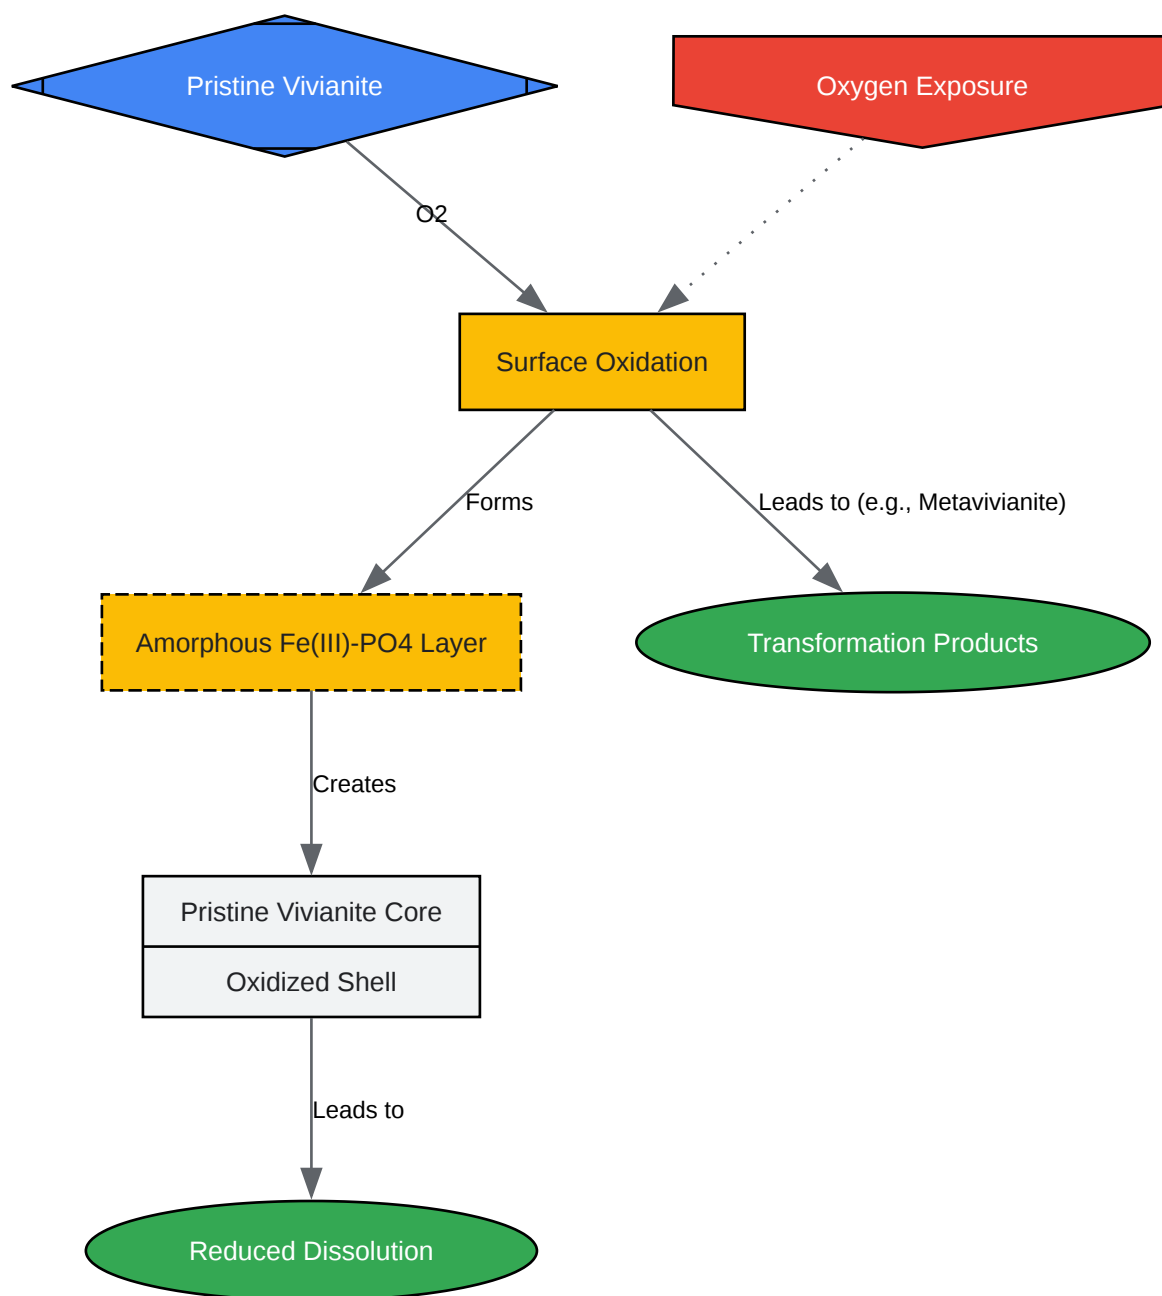 Pristine Vivianite
Oxygen Exposure
O2
Surface Oxidation
Forms
Leads to (e.g., Metavivianite)
Amorphous Fe(III)-PO4 Layer
Transformation Products
Creates
Pristine Vivianite Core
Oxidized Shell
Leads to
Reduced Dissolution